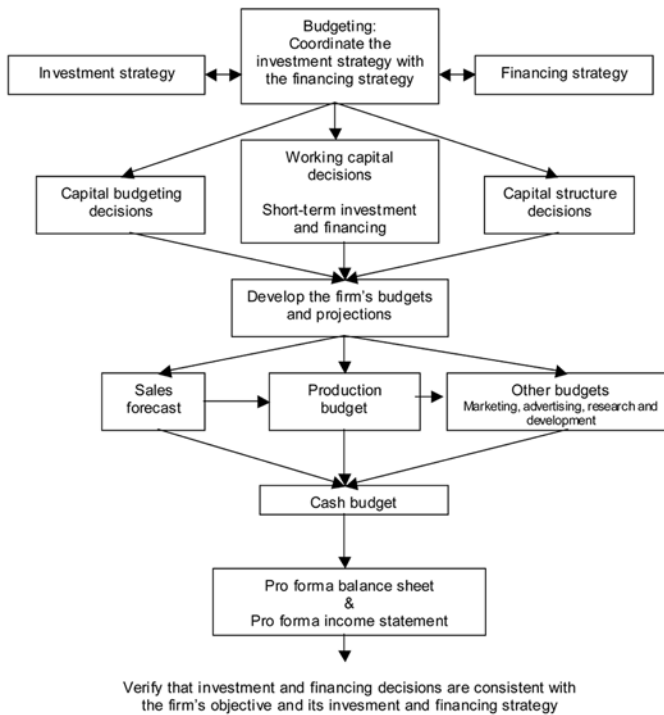 Budgeting:
Coordinate the
investment strategy with
the financing strategy
Investment strategy
Financing strategy
Working capital
decisions
Short-term investment
and financing
Capital budgeting
decisions
Capital structure
decisions
Develop the firm's budgets
and projections
Sales
forecast
Production
budget
Other budgets
Marketing, advertising, research and
development
Cash budget
Pro forma balance sheet
&
Pro forma income statement
Verify that investment and financing decisions are consistent with
the firm's objective and its invesment and financing strategy